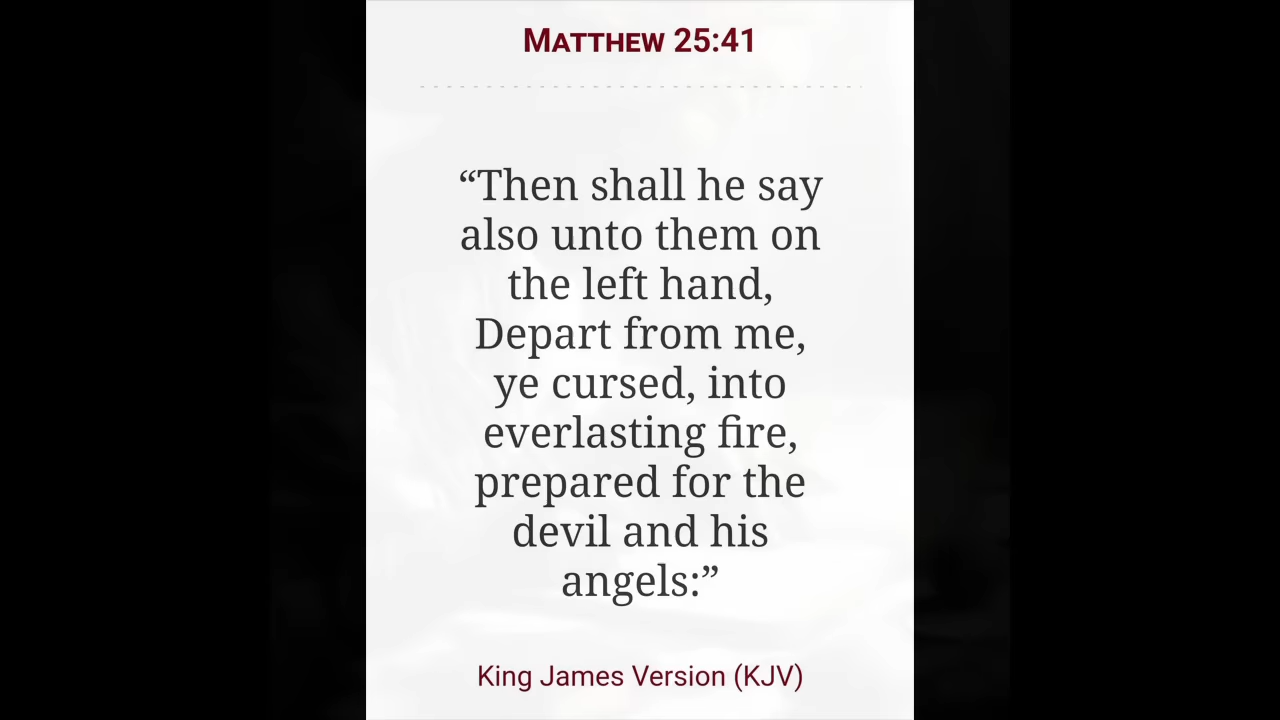 Matthew 25:41
“Then shall he say
also unto them on
the left hand,
Depart from me,
ye cursed, into
everlasting fire,
prepared for the
devil and his
angels:”
King James Version (KJV)